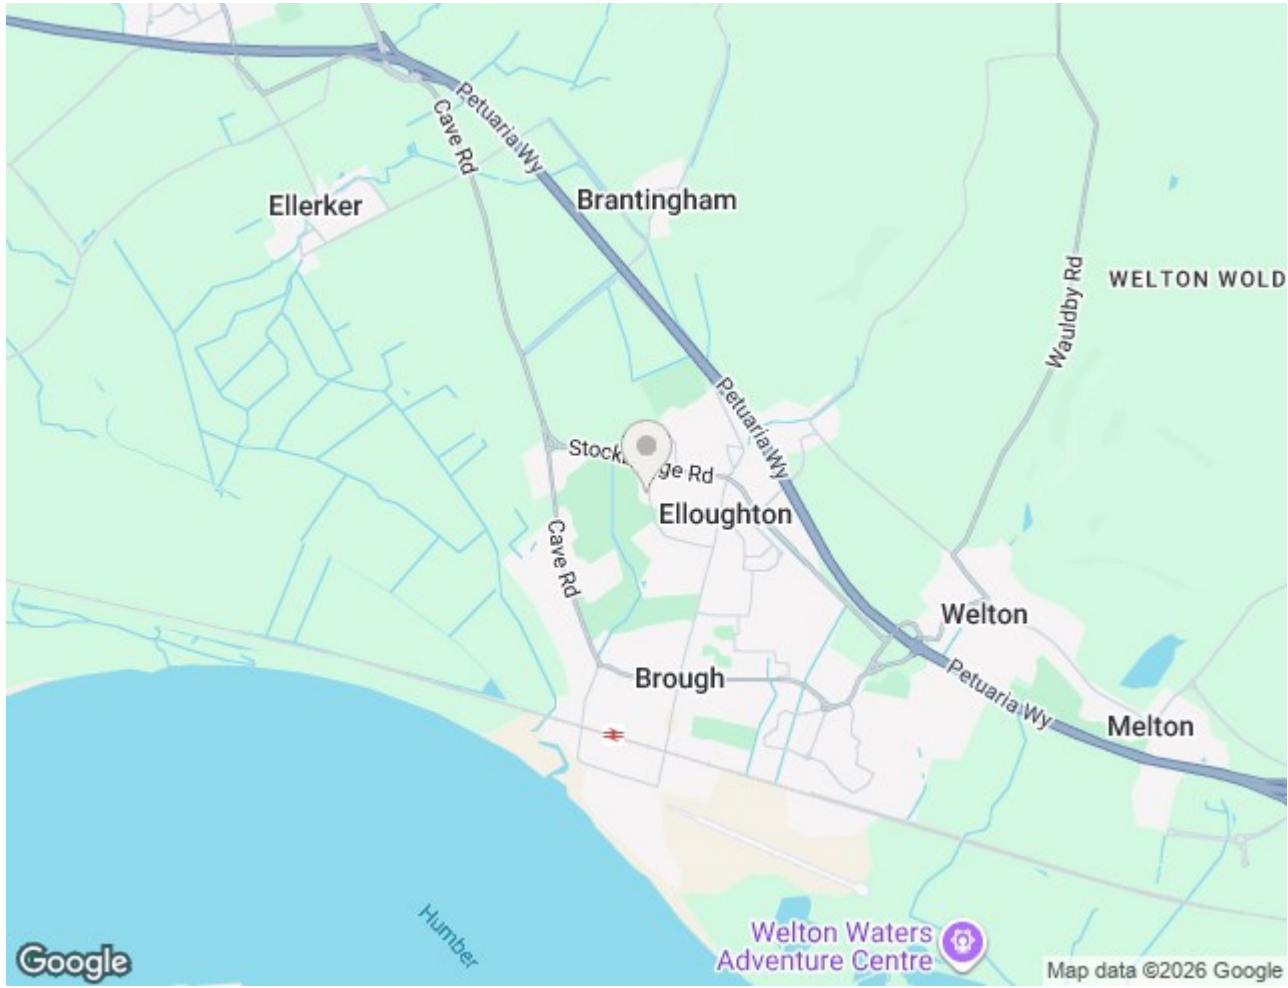 Petuaria Wy
Cave Rd
Ellerker
Brantingham
Wauldby Rd
WELTON WOLD
Petuaria Wy
Elloughton
Cave Rd
Welton
Brough
Petuaria Wy
Melton
Humber
Welton Waters
Adventure Centre
Google
Map data ©2026 Google